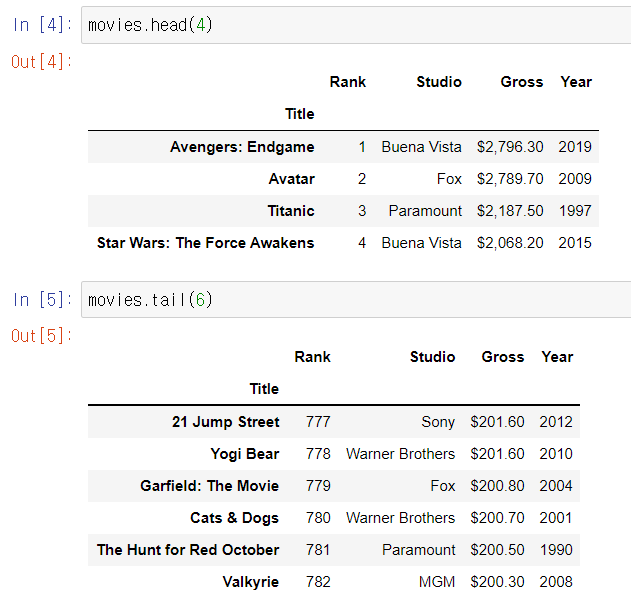 In [4]: movies.head(4)
Out[4]:
Rank Studio Gross Year
Title
Avengers: Endgame 1 Buena Vista $2,796.30 2019
Avatar 2 Fox $2,789.70 2009
Titanic 3 Paramount $2,187.50 1997
Star Wars: The Force Awakens 4 Buena Vista $2,068.20 2015
In [5]: movies.tail(6)
Out[5]:
Rank Studio Gross Year
Title
21 Jump Street 777 Sony $201.60 2012
Yogi Bear 778 Warner Brothers $201.60 2010
Garfield: The Movie 779 Fox $200.80 2004
Cats & Dogs 780 Warner Brothers $200.70 2001
The Hunt for Red October 781 Paramount $200.50 1990
Valkyrie 782 MGM $200.30 2008